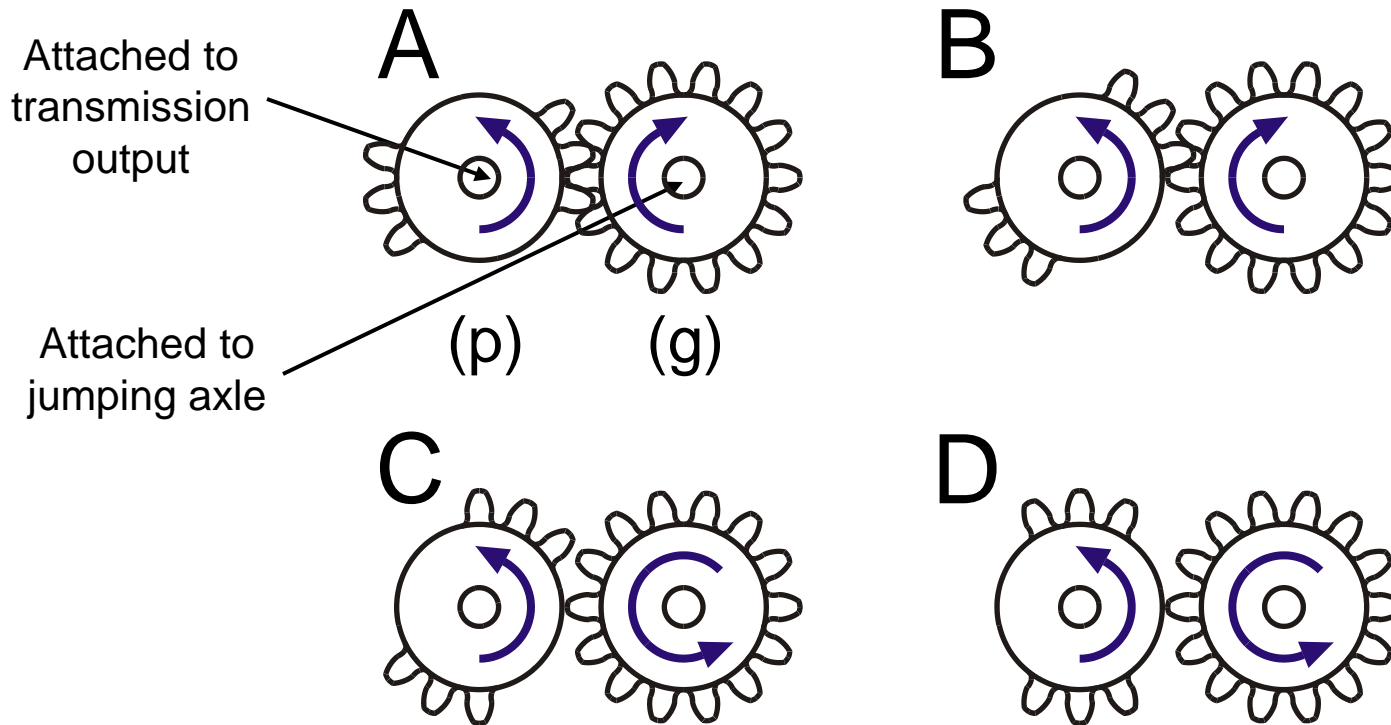 A
B
Attached to
transmission
output
(p)
(g)
Attached to
jumping axle
C
D